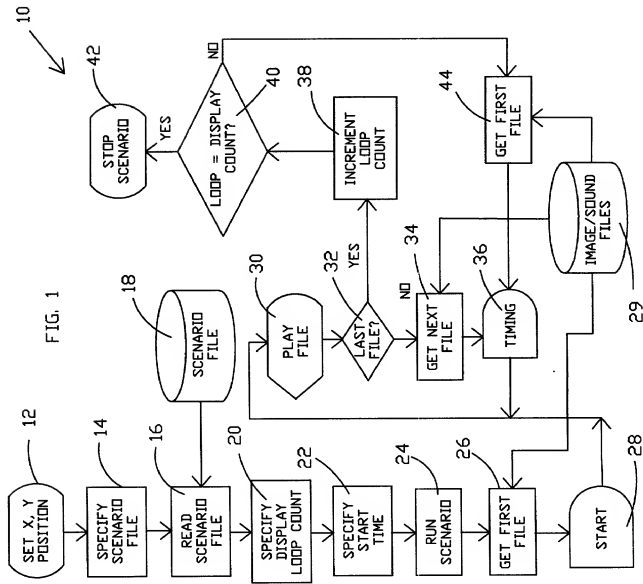 10
FIG. 1
12
SET X, Y
POSITION
14
SPECIFY
SCENARIO
FILE
16
READ
SCENARIO
FILE
18
SCENARIO
FILE
20
SPECIFY
DISPLAY
LOOP COUNT
22
SPECIFY
START
TIME
24
RUN
SCENARIO
26
GET FIRST
FILE
28
START
29
IMAGE/SOUND
FILES
30
PLAY
FILE
32
LAST
FILE?
YES
NO
34
GET NEXT
FILE
36
TIMING
38
INCREMENT
LOOP
COUNT
40
LOOP = DISPLAY
COUNT?
YES
NO
42
STOP
SCENARIO
44
GET FIRST
FILE